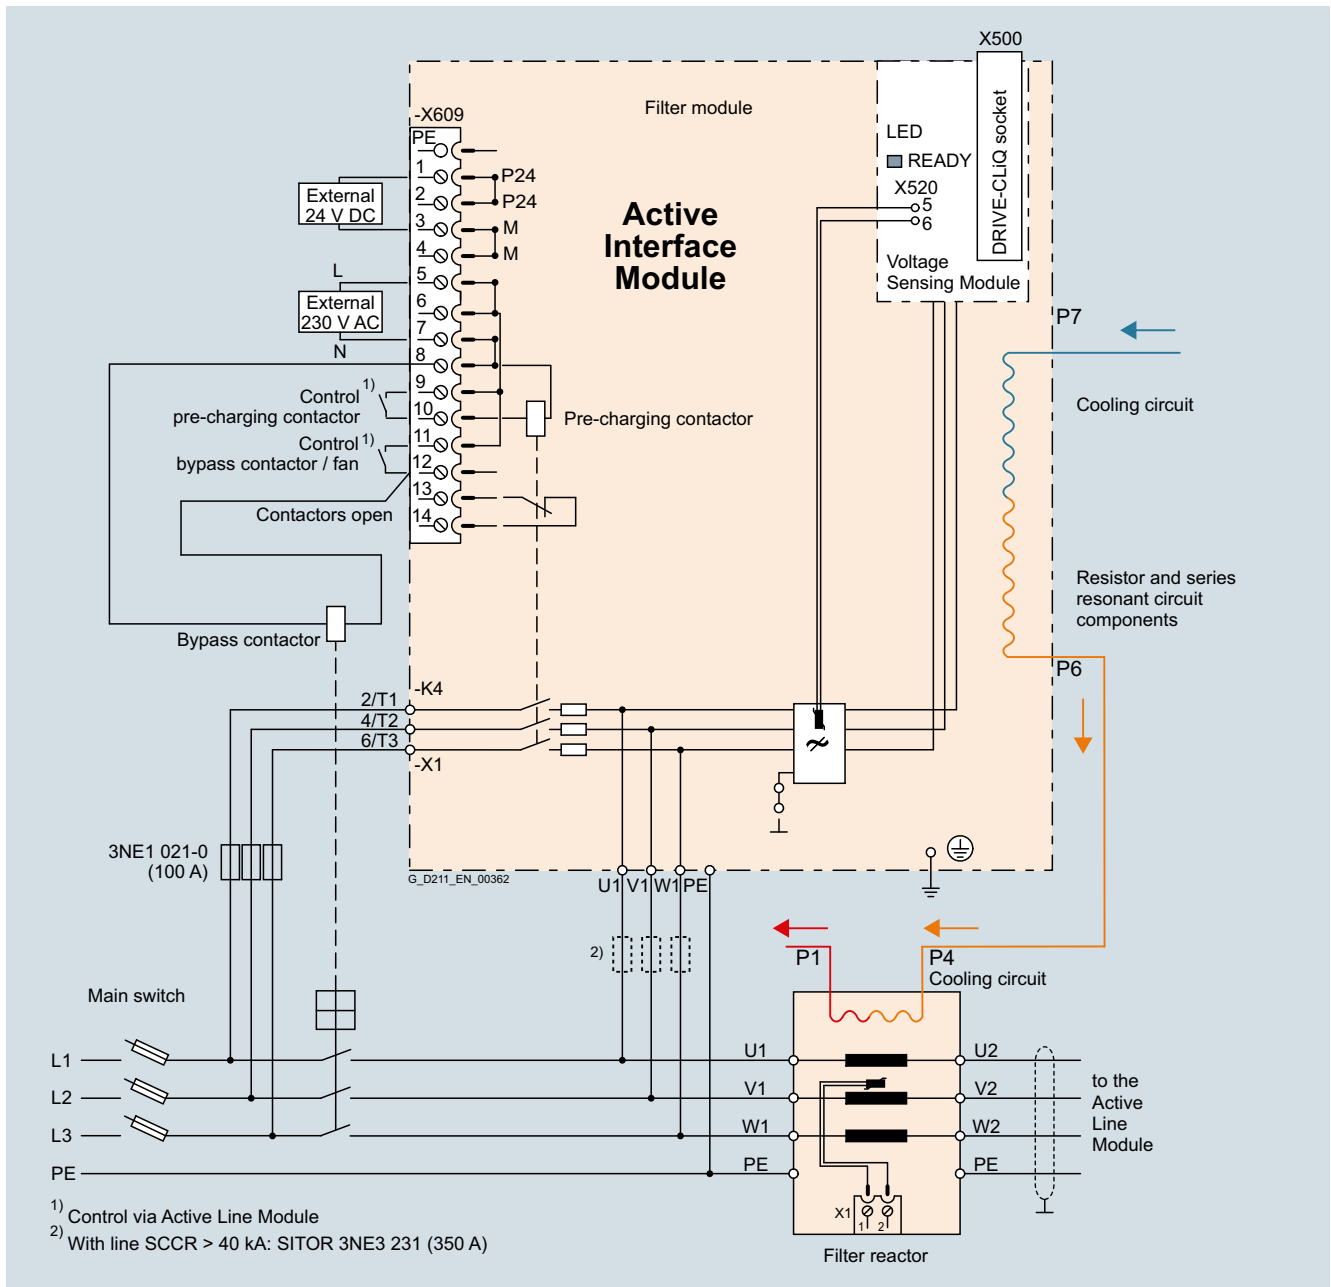 X500
DRIVE-CLiQ socket
Filter module
-X609
PE
1
2
3
4
5
6
7
8
9
10
11
12
13
14
P24
P24
M
M
External
24 V DC
L
External
230 V AC
N
Control 1)
pre-charging contactor
Control 1)
bypass contactor / fan
Contactors open
Bypass contactor
Pre-charging contactor
Active
Interface
Module
LED
READY
X520
5
6
Voltage
Sensing Module
P7
Cooling circuit
Resistor and series
resonant circuit
components
P6
-K4
2/T1
4/T2
6/T3
-X1
3NE1 021-0
(100 A)
G_D211_EN_00362
U1 V1 W1 PE
2)
P1
P4
Cooling circuit
Main switch
L1
L2
L3
PE
U1
V1
W1
PE
U2
V2
W2
PE
to the
Active
Line
Module
X1
1
2
Filter reactor
1) Control via Active Line Module
2) With line SCCR > 40 kA: SITOR 3NE3 231 (350 A)